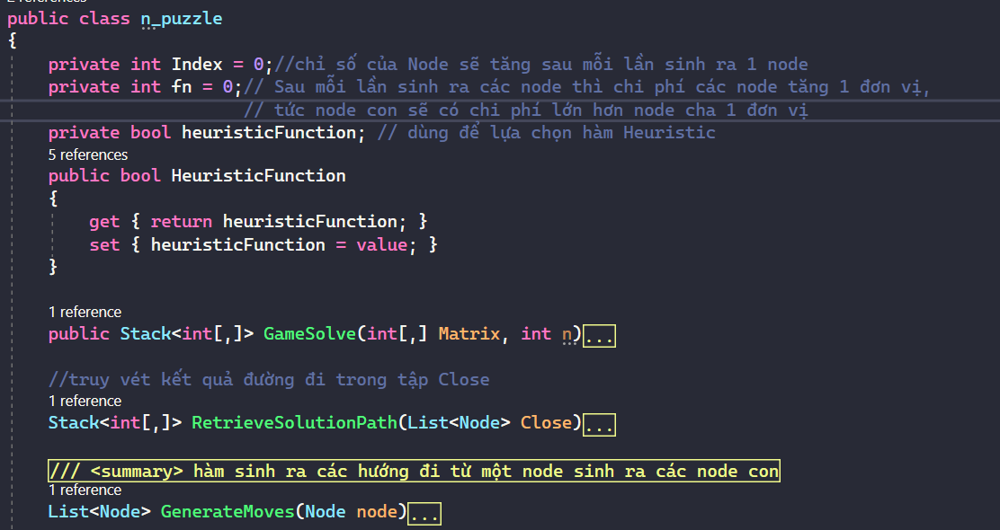 2 references
public class n_puzzle
{
private int Index = 0;//chỉ số của Node sẽ tăng sau mỗi lần sinh ra 1 node
private int fn = 0;// Sau mỗi lần sinh ra các node thì chi phí các node tăng 1 đơn vị,
// tức node con sẽ có chi phí lớn hơn node cha 1 đơn vị
private bool heuristicFunction; // dùng để lựa chọn hàm Heuristic
5 references
public bool HeuristicFunction
{
get { return heuristicFunction; }
set { heuristicFunction = value; }
}
1 reference
public Stack<int[,]> GameSolve(int[,] Matrix, int n)...
//truy vét kết quả đường đi trong tập Close
1 reference
Stack<int[,]> RetrieveSolutionPath(List<Node> Close)...
/// <summary> hàm sinh ra các hướng đi từ một node sinh ra các node con
1 reference
List<Node> GenerateMoves(Node node)...